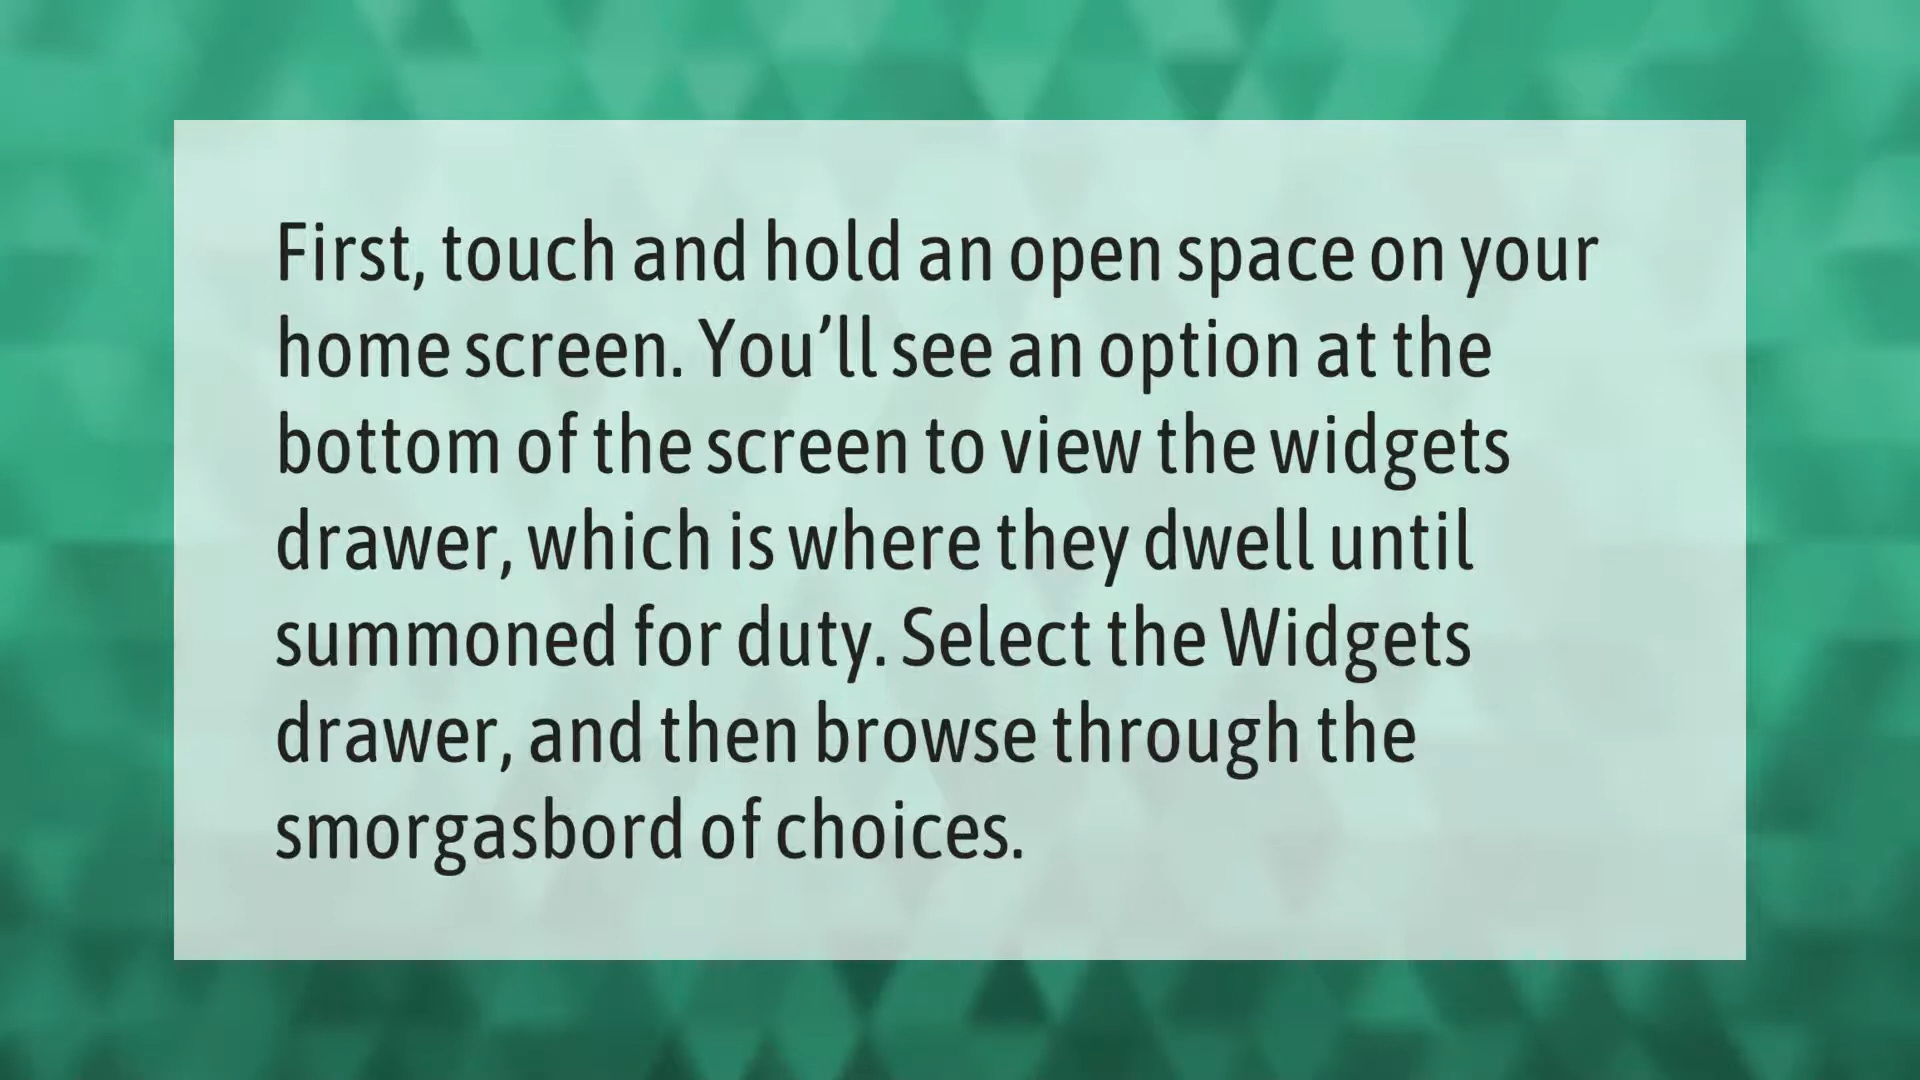 First, touch and hold an open space on your
home screen. You’ll see an option at the
bottom of the screen to view the widgets
drawer, which is where they dwell until
summoned for duty. Select the Widgets
drawer, and then browse through the
smorgasbord of choices.